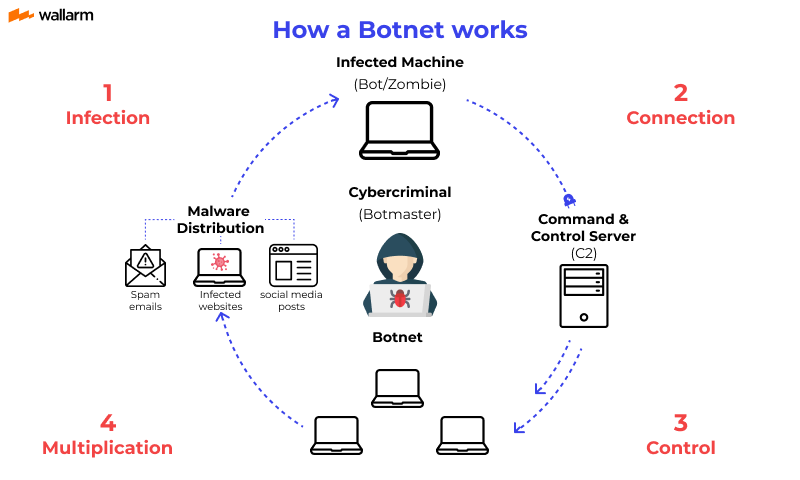 wallarm
How a Botnet works
Infected Machine
(Bot/Zombie)
1
Infection
2
Connection
Cybercriminal
(Botmaster)
Malware
Distribution
Spam
emails
Infected
websites
social media
posts
Command &
Control Server
(C2)
Botnet
4
Multiplication
3
Control